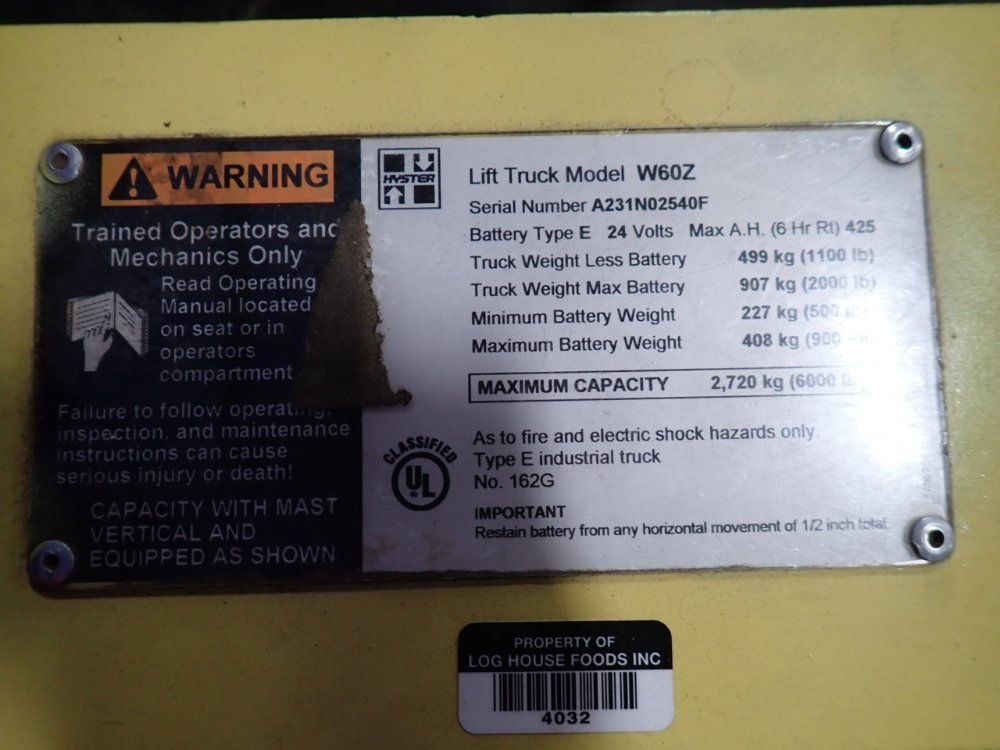 WARNING
Trained Operators and
Mechanics Only
Read Operating
Manual located
on seat or in
operators
compartment
Failure to follow operating,
inspection. and maintenance
instructions can cause
serious injury or death!
CAPACITY WITH MAST
VERTICAL AND
EQUIPPED AS SHOWN
HYSTER
Lift Truck Model W60Z
Serial Number A231N02540F
Battery Type E 24 Volts Max A.H. (6 Hr Rt) 425
Truck Weight Less Battery 499 kg (1100 lb)
Truck Weight Max Battery 907 kg (2000 lb)
Minimum Battery Weight 227 kg (500
Maximum Battery Weight 408 kg (900
MAXIMUM CAPACITY 2,720 kg (6000
CLASSIFIED
UL
®
As to fire and electric shock hazards only.
Type E industrial truck
No. 162G
IMPORTANT
Restain battery from any horizontal movement of 1/2 inch total.
PROPERTY OF
LOG HOUSE FOODS INC
4032